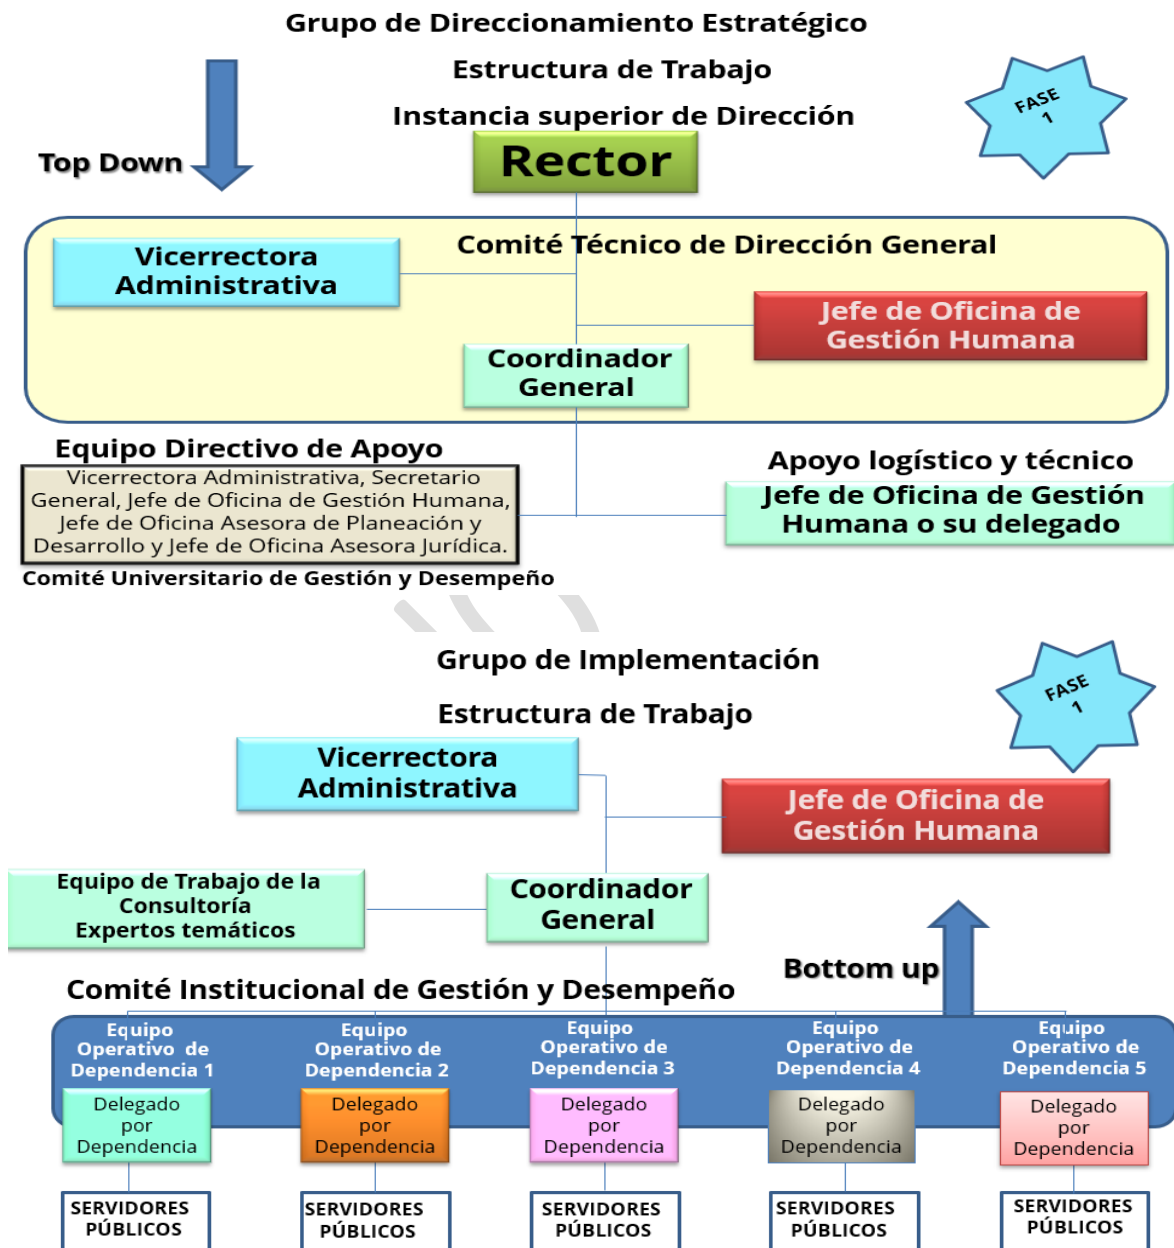 Grupo de Direccionamiento Estratégico
Estructura de Trabajo
Instancia superior de Dirección
FASE
1
Top Down
Rector
Comité Técnico de Dirección General
Vicerrectora
Administrativa
Jefe de Oficina de
Gestión Humana
Coordinador
General
Equipo Directivo de Apoyo
Vicerrectora Administrativa, Secretario
General, Jefe de Oficina de Gestión Humana,
Jefe de Oficina Asesora de Planeación y
Desarrollo y Jefe de Oficina Asesora Jurídica.
Comité Universitario de Gestión y Desempeño
Apoyo logístico y técnico
Jefe de Oficina de Gestión
Humana o su delegado
Grupo de Implementación
Estructura de Trabajo
FASE
1
Vicerrectora
Administrativa
Jefe de Oficina de
Gestión Humana
Equipo de Trabajo de la
Consultoría
Expertos temáticos
Coordinador
General
Bottom up
Comité Institucional de Gestión y Desempeño
Equipo
Operativo de
Dependencia 1
Delegado
por
Dependencia
SERVIDORES
PÚBLICOS
Equipo
Operativo de
Dependencia 2
Delegado
por
Dependencia
SERVIDORES
PÚBLICOS
Equipo
Operativo de
Dependencia 3
Delegado
por
Dependencia
SERVIDORES
PÚBLICOS
Equipo
Operativo de
Dependencia 4
Delegado
por
Dependencia
SERVIDORES
PÚBLICOS
Equipo
Operativo de
Dependencia 5
Delegado
por
Dependencia
SERVIDORES
PÚBLICOS